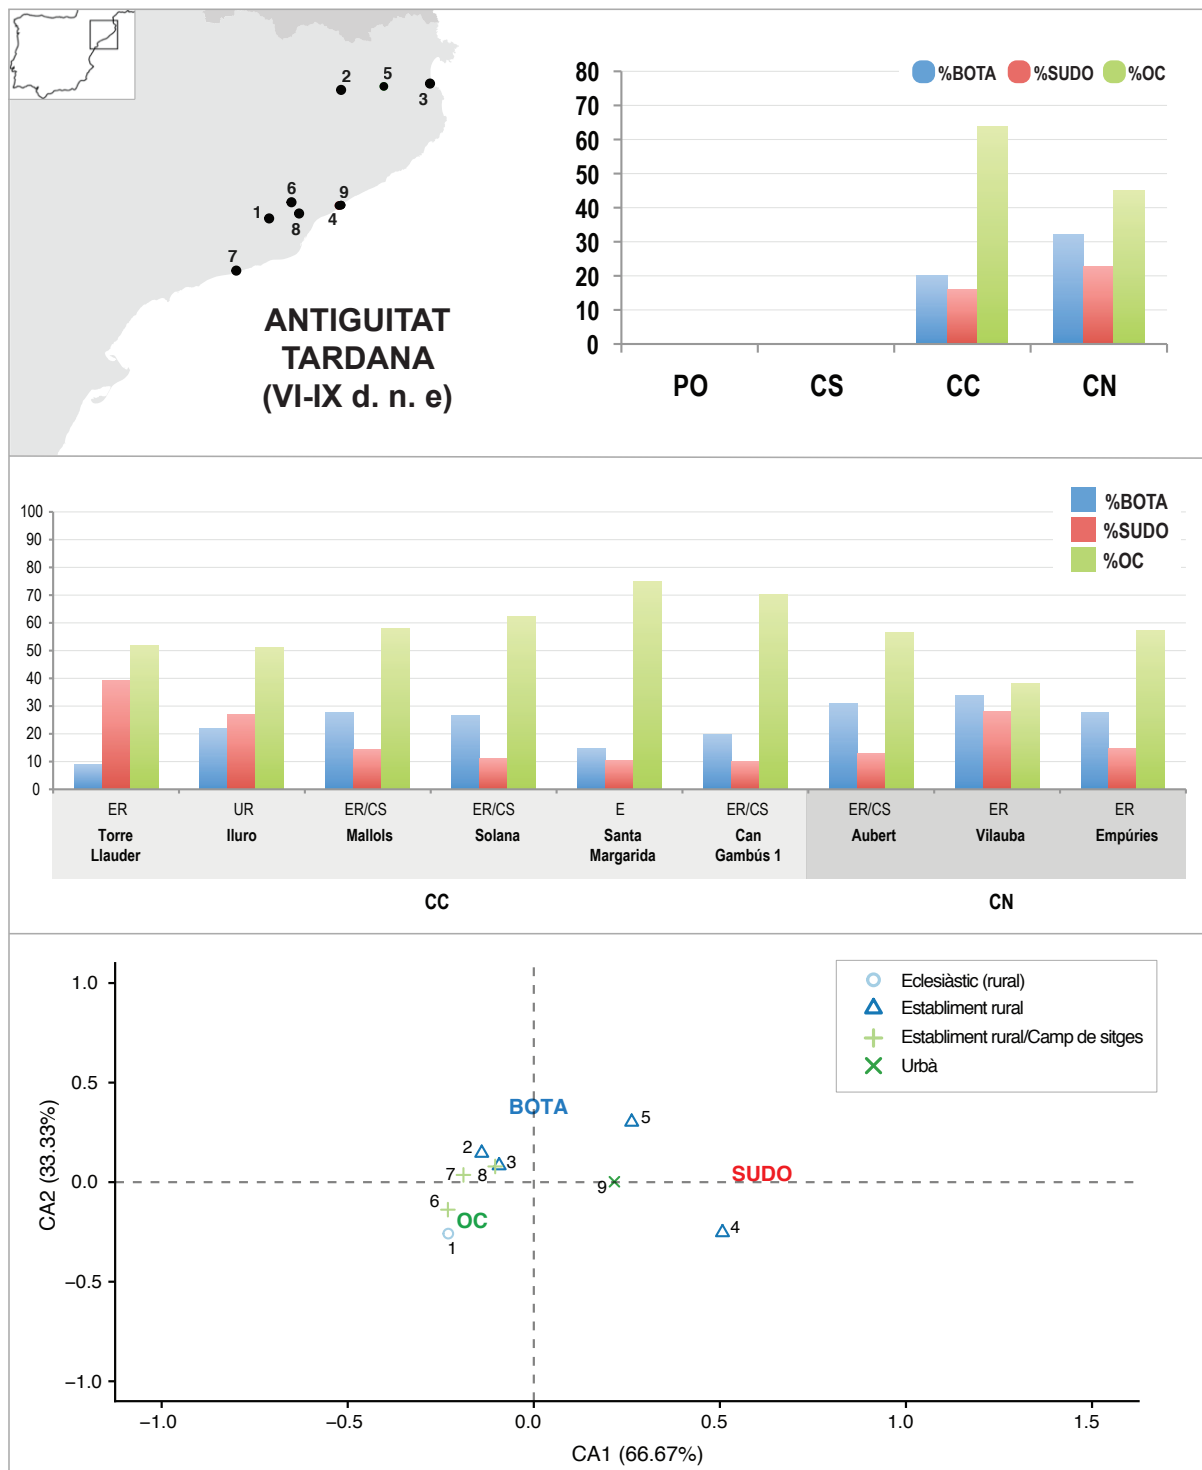 2
5
3
6
9
1
4
8
7
ANTIGUITAT
TARDANA
(VI-IX d. n. e)
%BOTA %SUDO %OC
80
70
60
50
40
30
20
10
0
PO CS CC CN
%BOTA
%SUDO
%OC
100
90
80
70
60
50
40
30
20
10
0
ER UR ER/CS ER/CS E ER/CS ER/CS ER ER
Torre Iluro Mallols Solana Santa Can Aubert Vilauba Empúries
Llauder Margarida Gambús 1
CC CN
Eclesiàstic (rural)
Establiment rural
Establiment rural/Camp de sitges
Urbà
CA2 (33.33%)
1.0
0.5
0.0
−0.5
−1.0
BOTA
5
2
3
7
8
SUDO
9
6
OC
4
1
−1.0 −0.5 0.0 0.5 1.0 1.5
CA1 (66.67%)